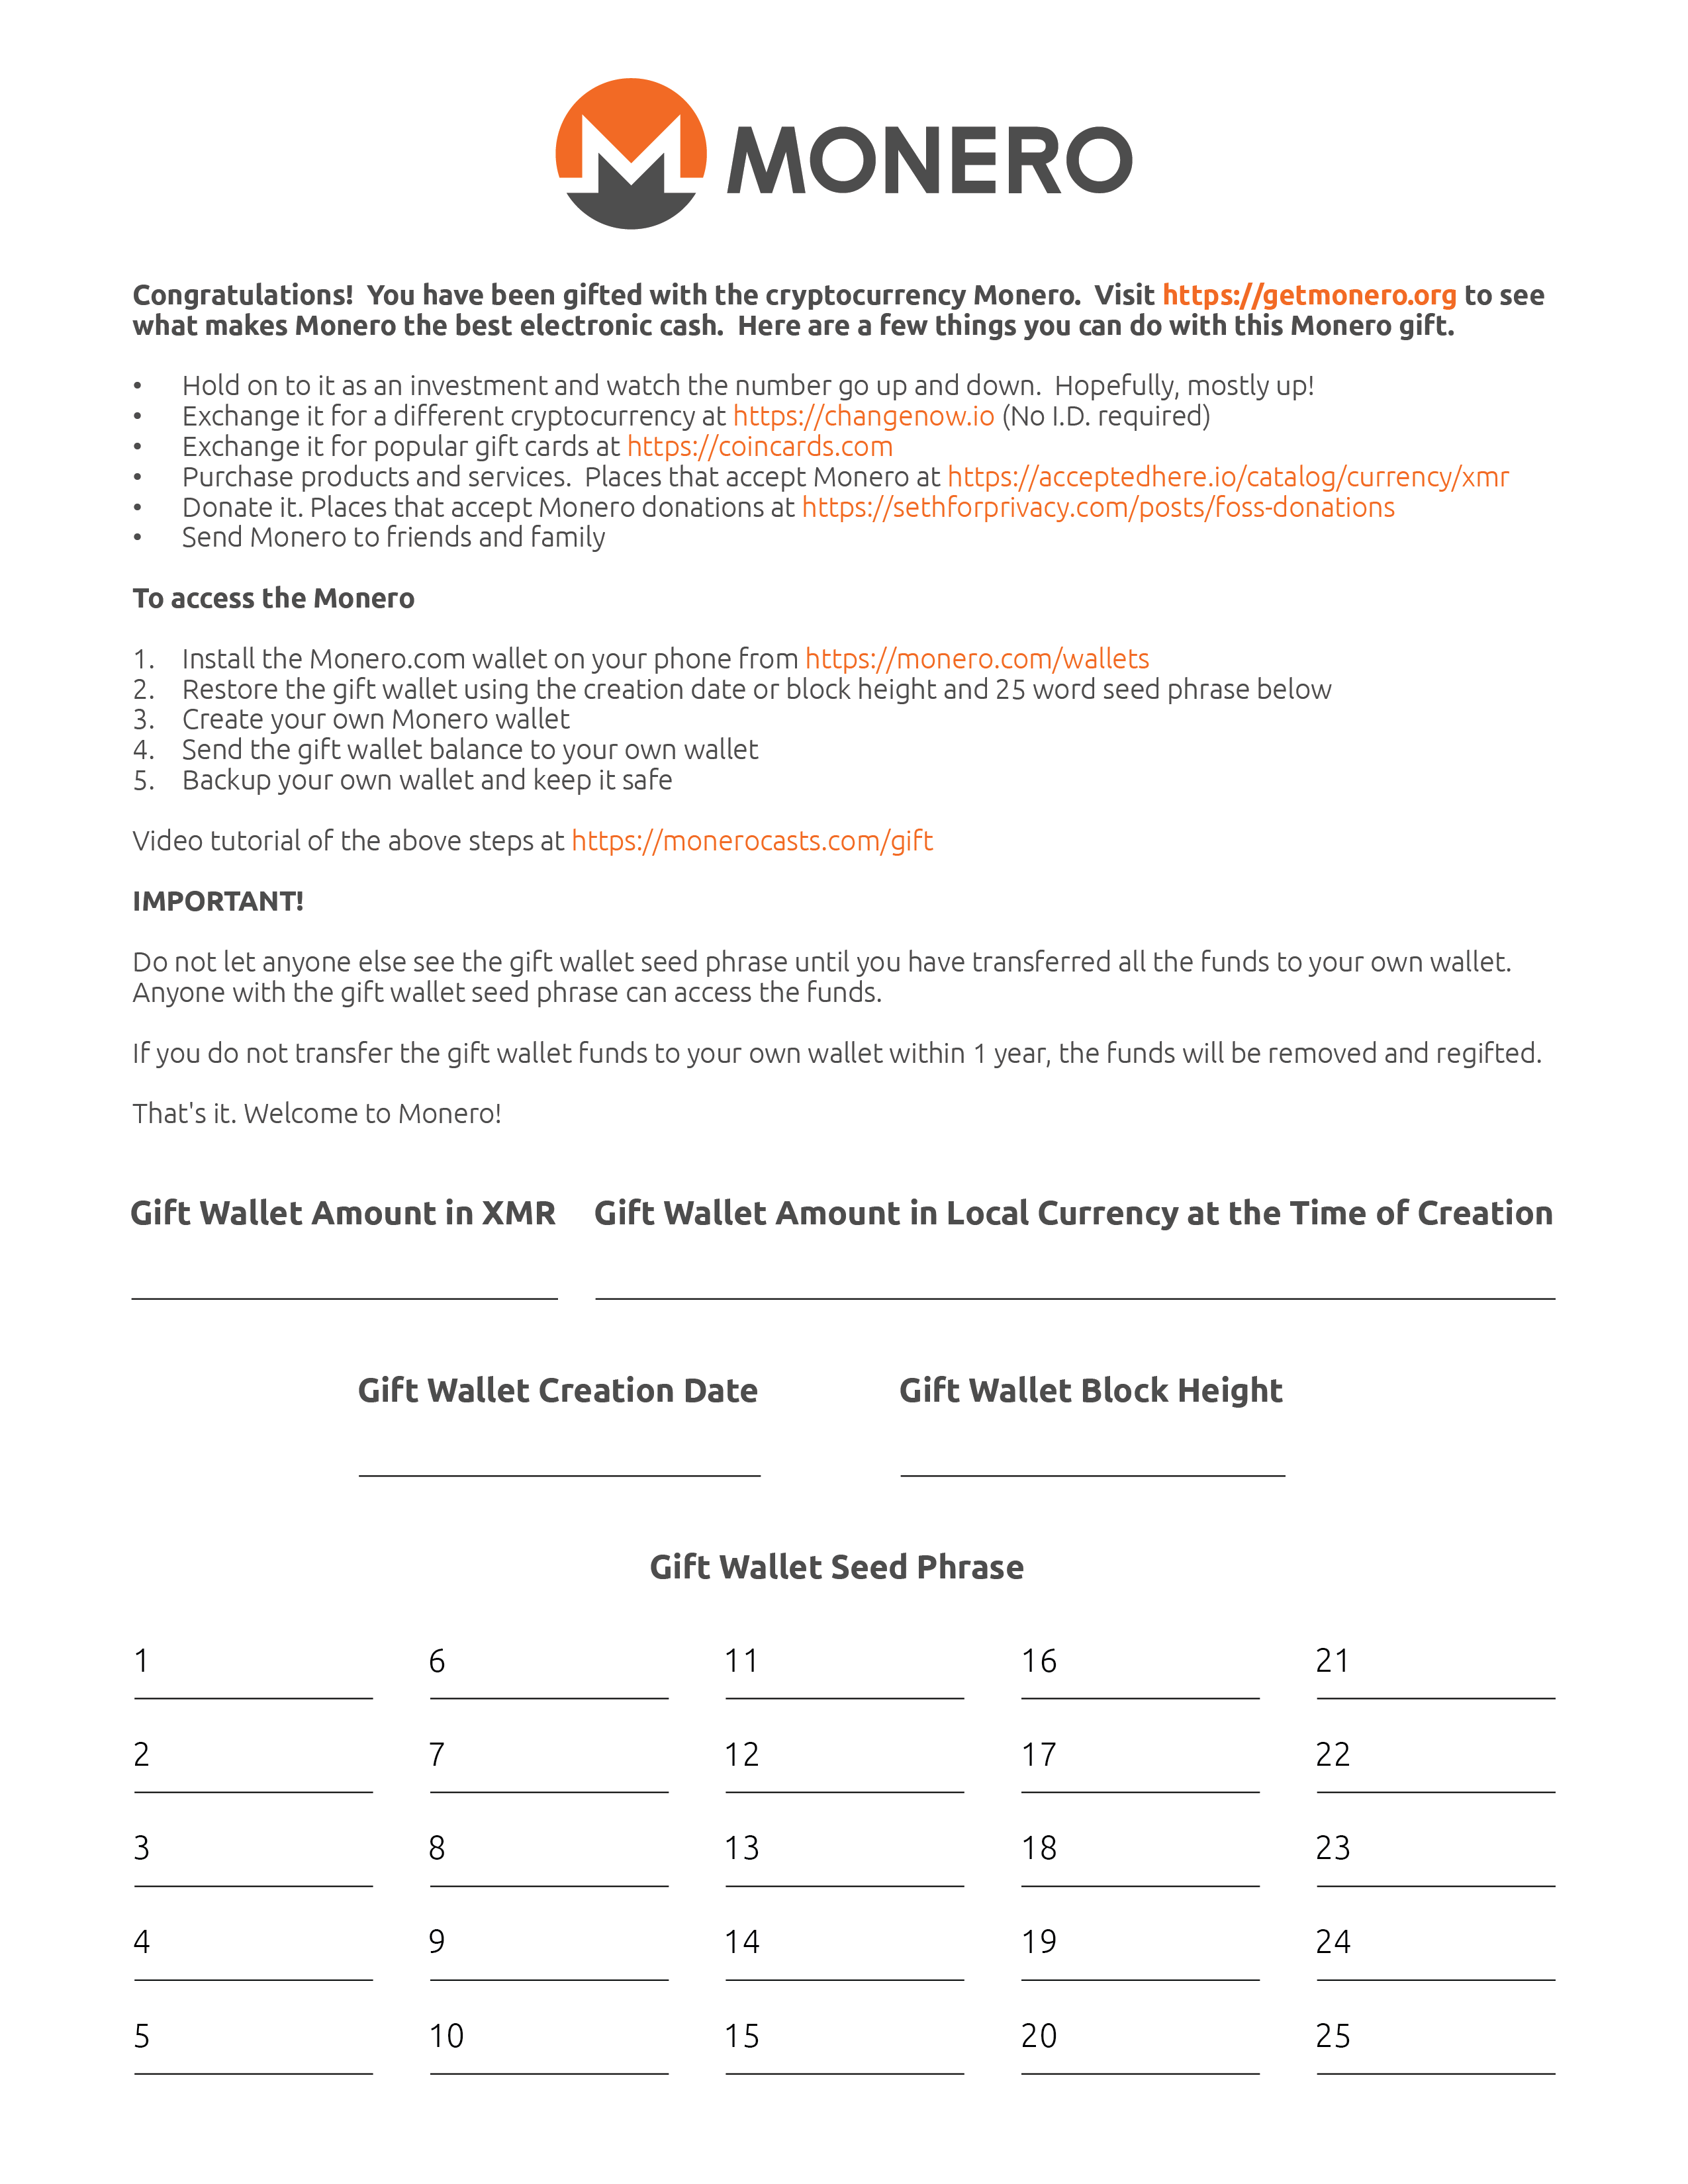 MONERO
Congratulations!  You have been gifted with the cryptocurrency Monero.  Visit https://getmonero.org to see
what makes Monero the best electronic cash.  Here are a few things you can do with this Monero gift.
• Hold on to it as an investment and watch the number go up and down.  Hopefully, mostly up!
• Exchange it for a different cryptocurrency at https://changenow.io (No I.D. required)
• Exchange it for popular gift cards at https://coincards.com
• Purchase products and services.  Places that accept Monero at https://acceptedhere.io/catalog/currency/xmr
• Donate it. Places that accept Monero donations at https://sethforprivacy.com/posts/foss-donations
• Send Monero to friends and family
To access the Monero
1. Install the Monero.com wallet on your phone from https://monero.com/wallets
2. Restore the gift wallet using the creation date or block height and 25 word seed phrase below
3. Create your own Monero wallet
4. Send the gift wallet balance to your own wallet
5. Backup your own wallet and keep it safe
Video tutorial of the above steps at https://monerocasts.com/gift
IMPORTANT!
Do not let anyone else see the gift wallet seed phrase until you have transferred all the funds to your own wallet.
Anyone with the gift wallet seed phrase can access the funds.
If you do not transfer the gift wallet funds to your own wallet within 1 year, the funds will be removed and regifted.
That's it. Welcome to Monero!
Gift Wallet Amount in XMR Gift Wallet Amount in Local Currency at the Time of Creation
Gift Wallet Creation Date Gift Wallet Block Height
Gift Wallet Seed Phrase
1 6 11 16 21
2 7 12 17 22
3 8 13 18 23
4 9 14 19 24
5 10 15 20 25